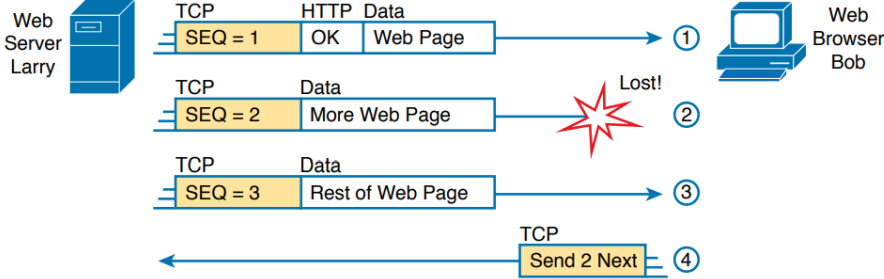 Web
Server
Larry
TCP HTTP Data
SEQ = 1 OK Web Page
1
Web
Browser
Bob
TCP Data
SEQ = 2 More Web Page
Lost!
2
TCP Data
SEQ = 3 Rest of Web Page
3
TCP
Send 2 Next
4